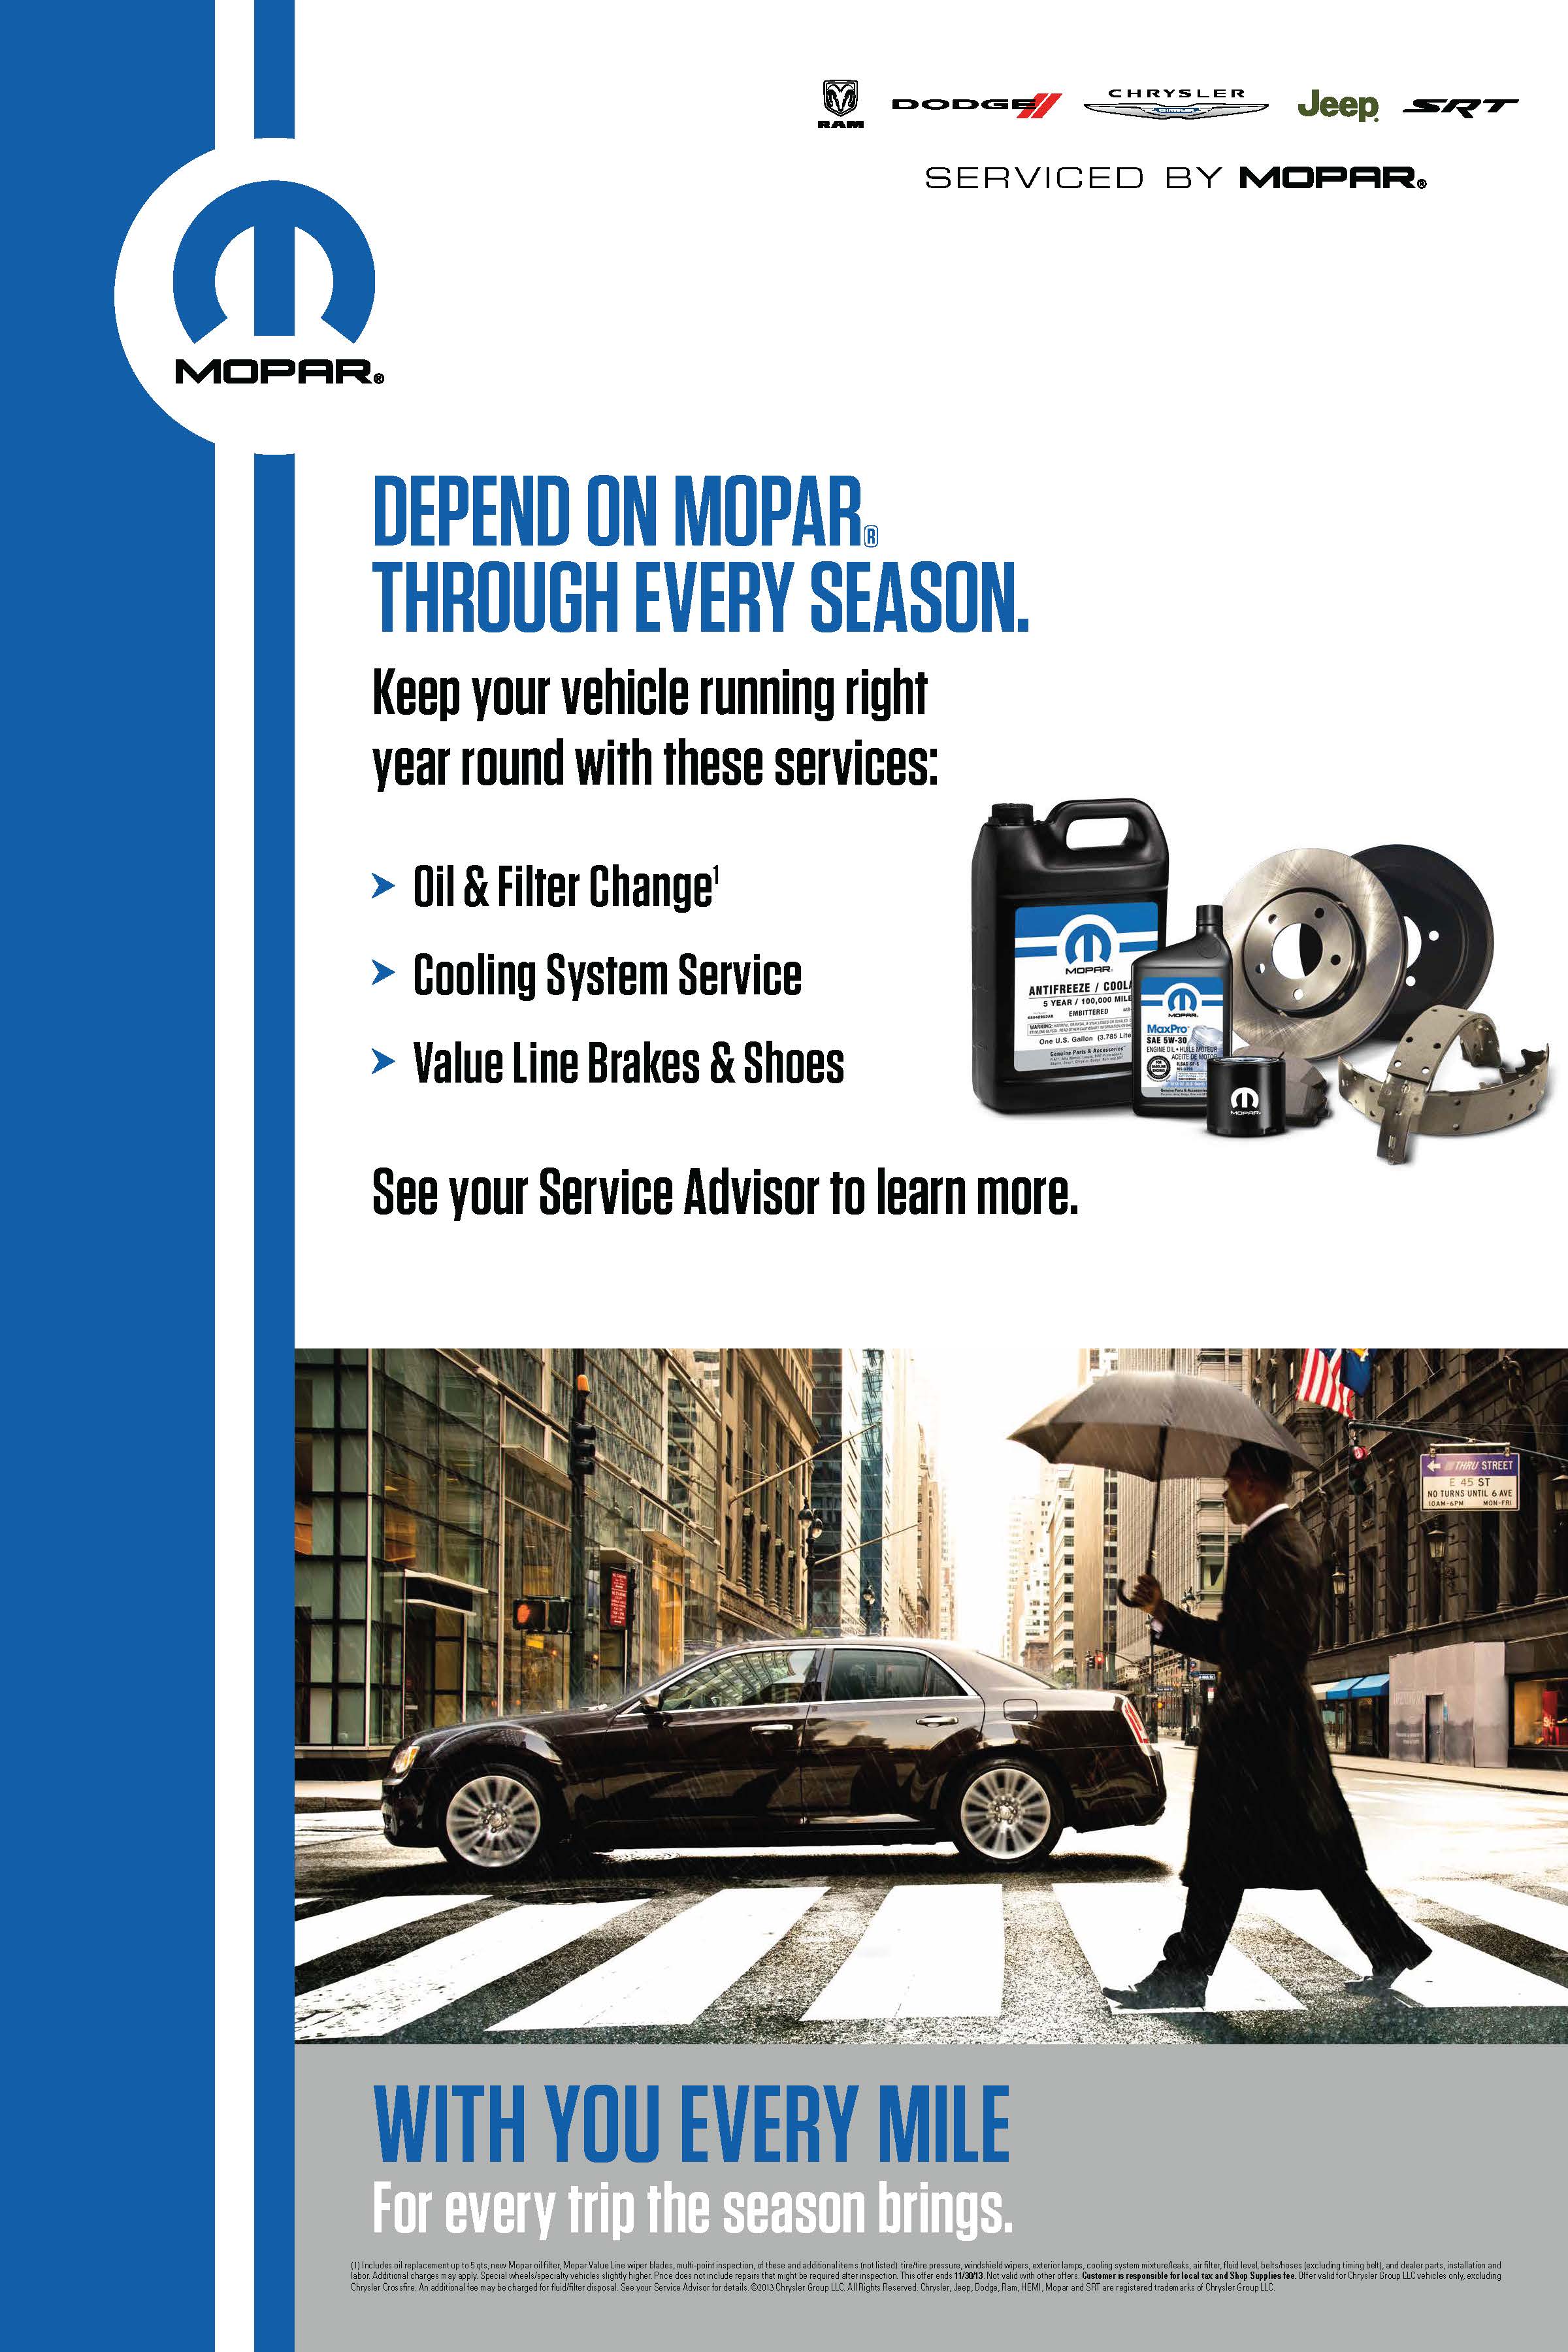 RAM DODGE CHRYSLER Jeep SRT
SERVICED BY MOPAR®
MOPAR®
DEPEND ON MOPAR®
THROUGH EVERY SEASON.
Keep your vehicle running right
year round with these services:
Oil & Filter Change¹
Cooling System Service
Value Line Brakes & Shoes
MOPAR
ANTIFREEZE / COOLA
5 YEAR / 100,000 MILE
EMBITTERED
One U.S. Gallon (3.785 Lite
Genuine Parts & Accessories
MOPAR
MaxPro
SAE 5W-30
ENGINE OIL • HUILE MOTEUR
ACEITE DE MOTOR
MOPAR
See your Service Advisor to learn more.
THRU STREET
E 45 ST
NO TURNS UNTIL 6 AVE
10AM-6PM MON-FRI
WITH YOU EVERY MILE
For every trip the season brings.
(1) Includes oil replacement up to 5 qts, new Mopar oil filter, Mopar Value Line wiper blades, multi-point inspection, of these and additional items (not listed); tire/tire pressure, windshield wipers, exterior lamps, cooling system mixture/leaks, air filter, fluid level, belts/hoses (excluding timing belt), and dealer parts, installation and
labor. Additional charges may apply. Special wheels/specialty vehicles slightly higher. Price does not include repairs that might be required after inspection. This offer ends 11/30/13. Not valid with other offers. Customer is responsible for local tax and Shop Supplies fee. Offer valid for Chrysler Group LLC vehicles only, excluding
Chrysler Crossfire. An additional fee may be charged for fluid/filter disposal. See your Service Advisor for details. ©2013 Chrysler Group LLC. All Rights Reserved. Chrysler, Jeep, Dodge, Ram, HEMI, Mopar and SRT are registered trademarks of Chrysler Group LLC.